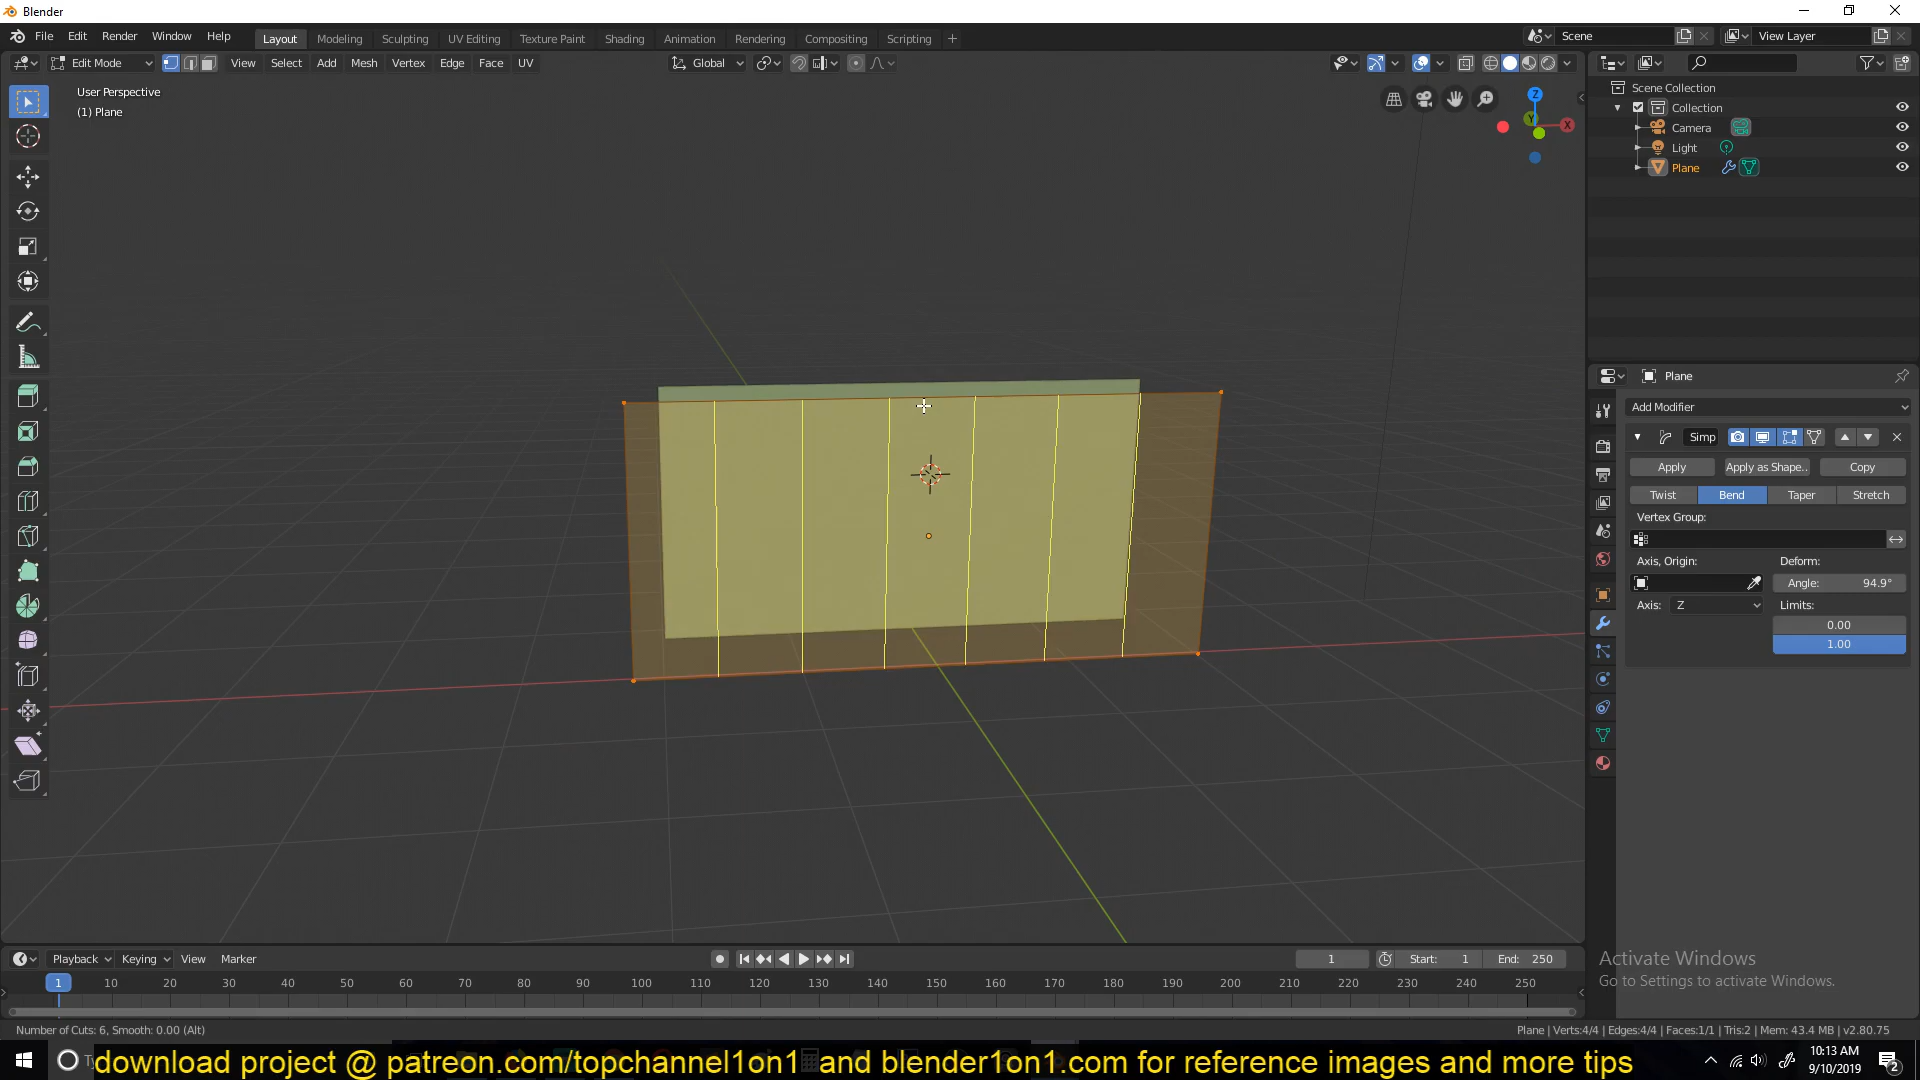 Blender
File Edit Render Window Help
Layout Modeling Sculpting UV Editing Texture Paint Shading Animation Rendering Compositing Scripting
Scene View Layer
Edit Mode View Select Add Mesh Vertex Edge Face UV Global
User Perspective
(1) Plane
Z X Y
Scene Collection
Collection
Camera
Light
Plane
Plane
Add Modifier
Simp
Apply Apply as Shape.. Copy
Twist Bend Taper Stretch
Vertex Group:
Axis, Origin: Deform:
Angle: 94.9°
Axis: Z Limits:
0.00
1.00
Activate Windows
Go to Settings to activate Windows.
Playback Keying View Marker 1 Start: 1 End: 250
1 10 20 30 40 50 60 70 80 90 100 110 120 130 140 150 160 170 180 190 200 210 220 230 240 250
Number of Cuts: 6, Smooth: 0.00 (Alt) Plane | Verts:4/4 | Edges:4/4 | Faces:1/1 | Tris:2 | Mem: 43.4 MB | v2.80.75
download project @ patreon.com/topchannel1on1 and blender1on1.com for reference images and more tips
10:13 AM
9/10/2019
2